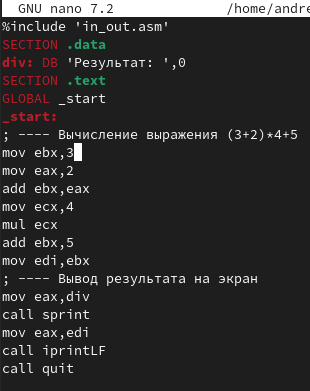 GNU nano 7.2 /home/andre
%include 'in_out.asm'
SECTION .data
div: DB 'Результат: ',0
SECTION .text
GLOBAL _start
_start:
; ---- Вычисление выражения (3+2)*4+5
mov ebx,3
mov eax,2
add ebx,eax
mov ecx,4
mul ecx
add ebx,5
mov edi,ebx
; ---- Вывод результата на экран
mov eax,div
call sprint
mov eax,edi
call iprintLF
call quit